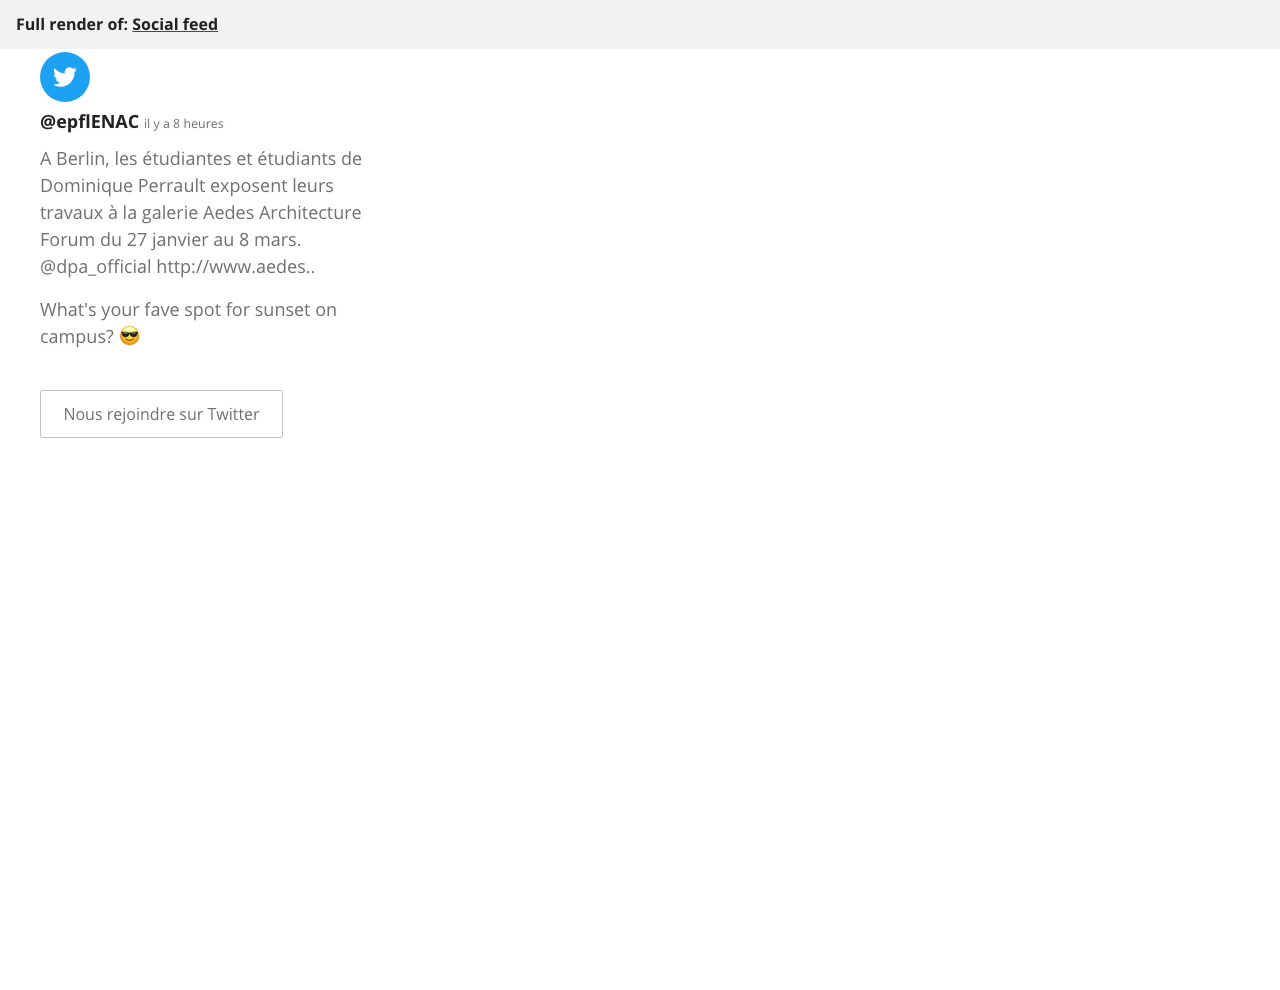 Full render of: Social feed
@epflENAC il y a 8 heures
A Berlin, les étudiantes et étudiants de
Dominique Perrault exposent leurs
travaux à la galerie Aedes Architecture
Forum du 27 janvier au 8 mars.
@dpa_official http://www.aedes..
What's your fave spot for sunset on
campus? 😎
Nous rejoindre sur Twitter